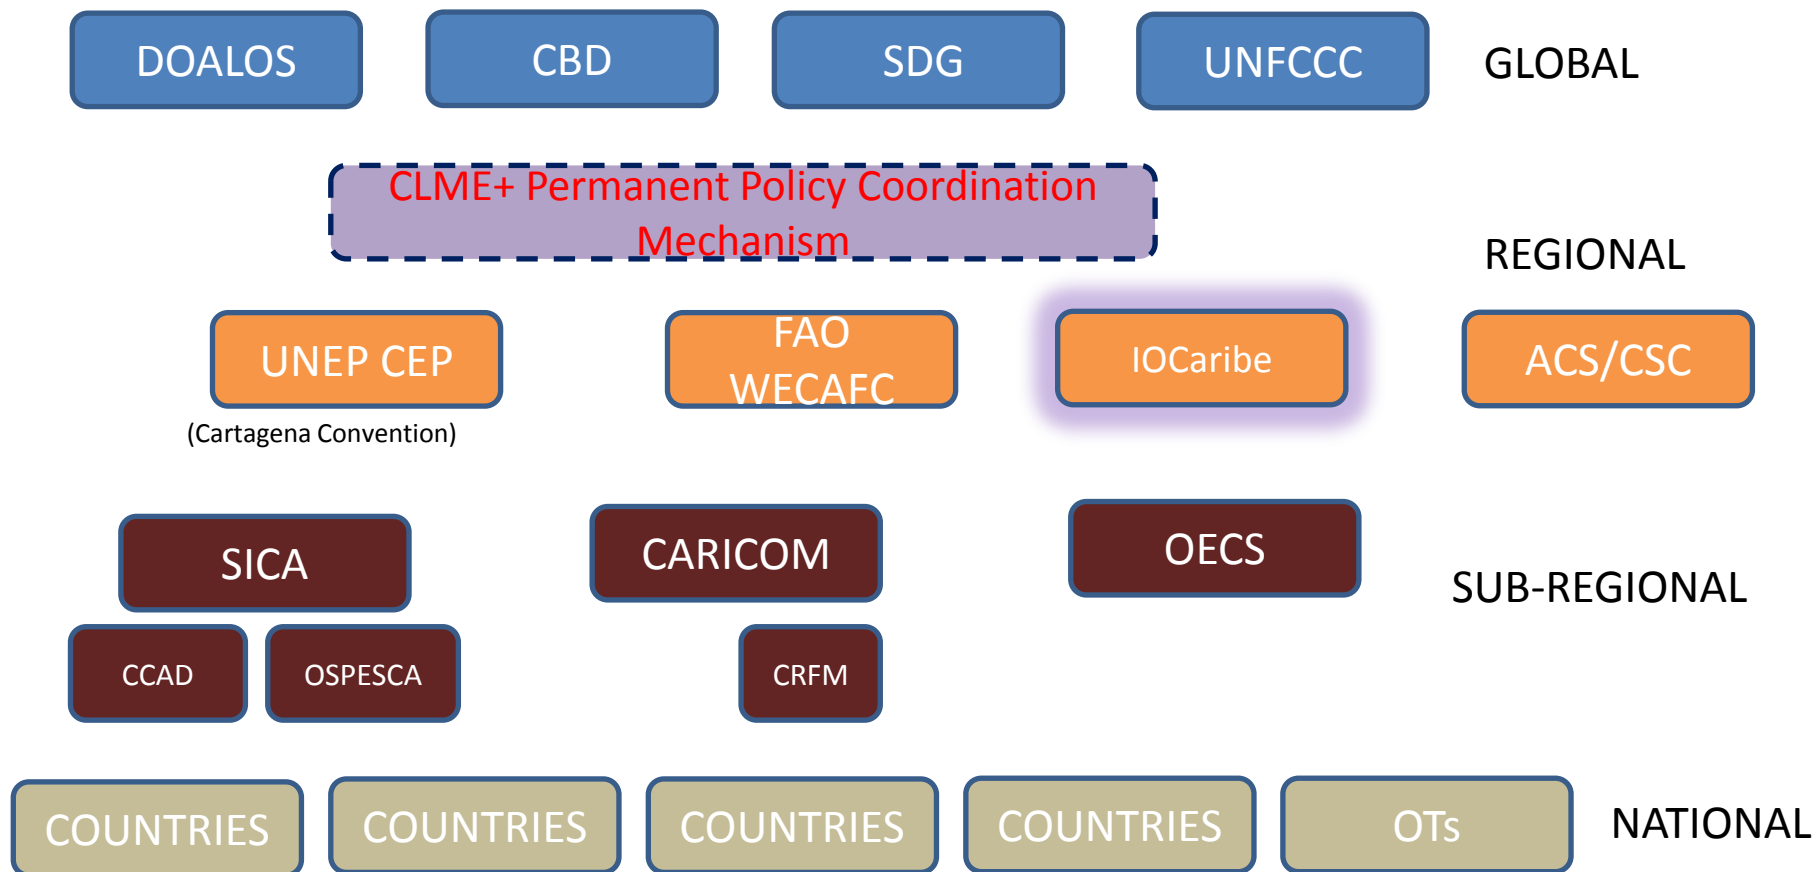 DOALOS
CBD
SDG
UNFCCC
GLOBAL
CLME+ Permanent Policy Coordination
Mechanism
REGIONAL
UNEP CEP
FAO
WECAFC
IOCaribe
ACS/CSC
(Cartagena Convention)
SICA
CARICOM
OECS
SUB-REGIONAL
CCAD
OSPESCA
CRFM
COUNTRIES
COUNTRIES
COUNTRIES
COUNTRIES
OTs
NATIONAL